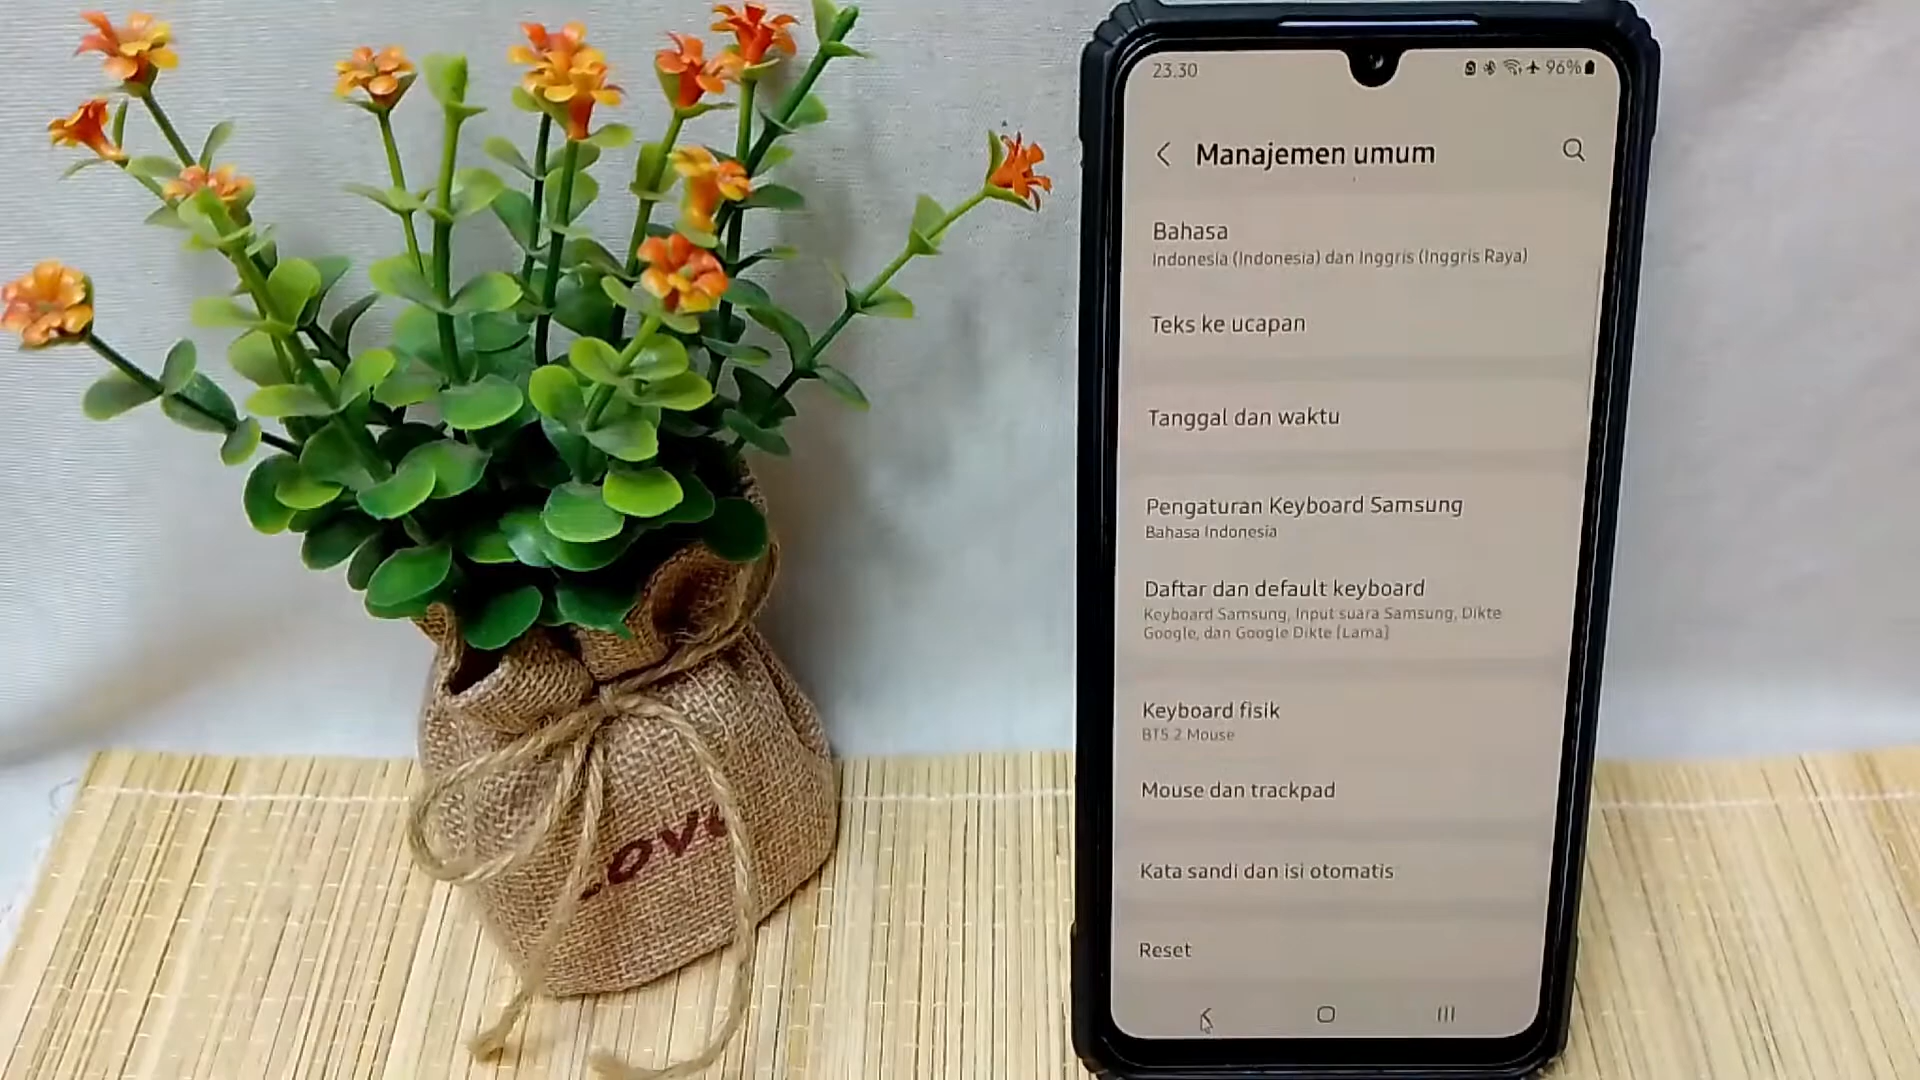 23.30
96%
Manajemen umum
Bahasa
Indonesia (Indonesia) dan Inggris (Inggris Raya)
Teks ke ucapan
Tanggal dan waktu
Pengaturan Keyboard Samsung
Bahasa Indonesia
Daftar dan default keyboard
Keyboard Samsung, Input suara Samsung, Dikte
Google, dan Google Dikte [Lama]
Keyboard fisik
BT5.2 Mouse
Mouse dan trackpad
Kata sandi dan isi otomatis
Reset